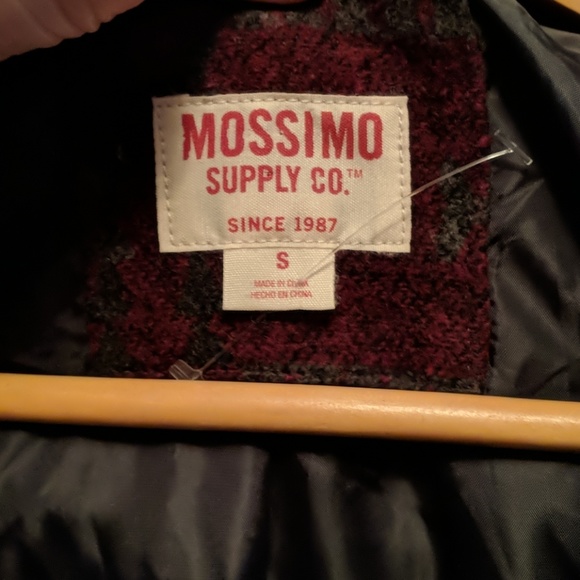 MOSSIMO
SUPPLY CO.™
SINCE 1987
S
MADE IN CHINA
HECHO EN CHINA